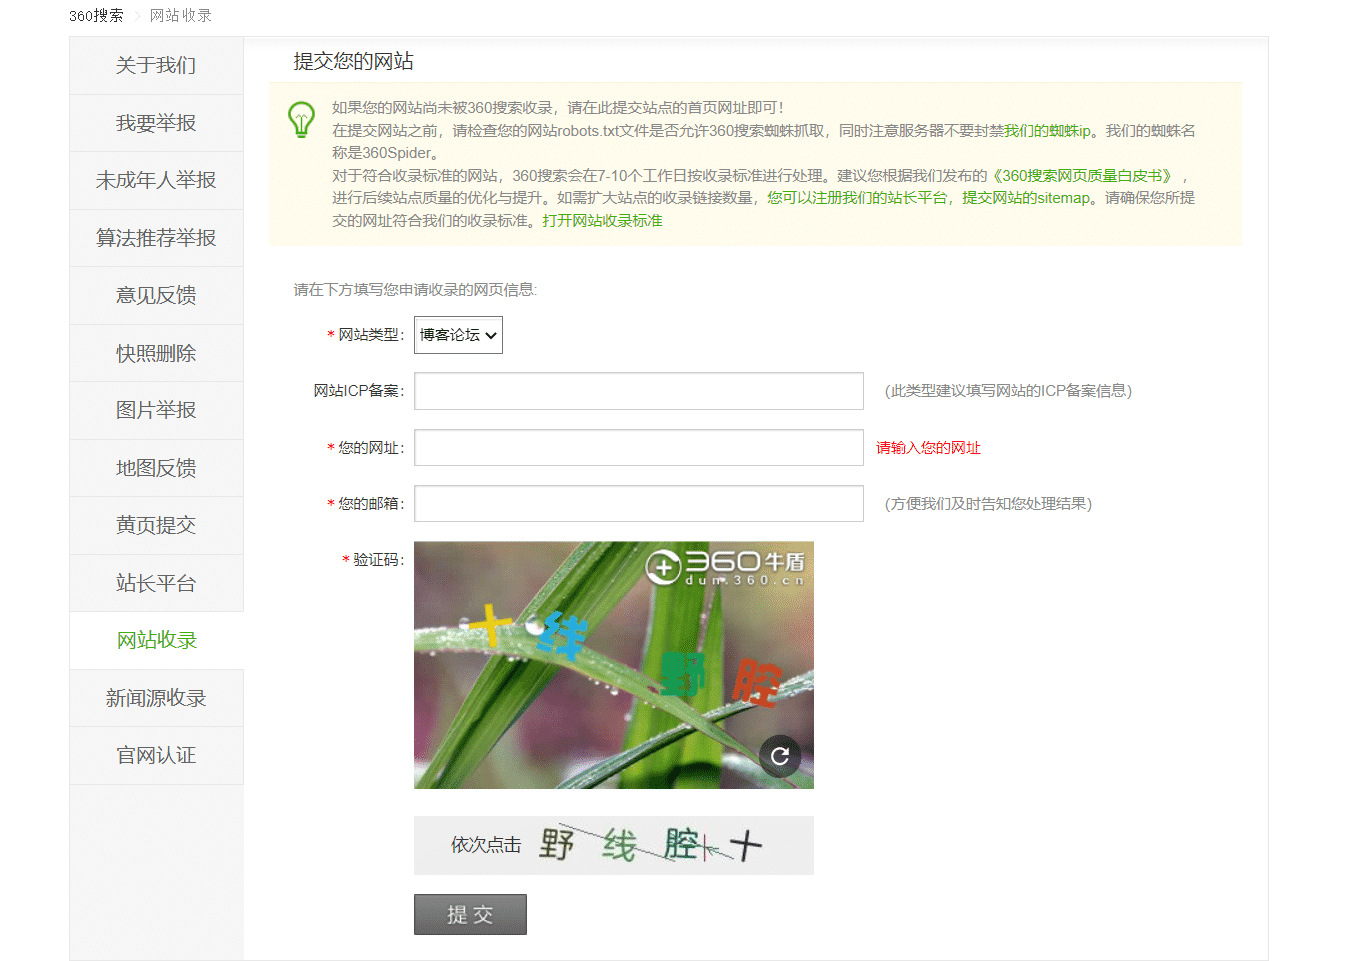 360搜索 > 网站收录
关于我们
我要举报
未成年人举报
算法推荐举报
意见反馈
快照删除
图片举报
地图反馈
黄页提交
站长平台
网站收录
新闻源收录
官网认证
提交您的网站
如果您的网站尚未被360搜索收录，请在此提交站点的首页网址即可！
在提交网站之前，请检查您的网站robots.txt文件是否允许360搜索蜘蛛抓取，同时注意服务器不要封禁我们的蜘蛛ip。我们的蜘蛛名
称是360Spider。
对于符合收录标准的网站，360搜索会在7-10个工作日按收录标准进行处理。建议您根据我们发布的《360搜索网页质量白皮书》，
进行后续站点质量的优化与提升。如需扩大站点的收录链接数量，您可以注册我们的站长平台，提交网站的sitemap。请确保您所提
交的网址符合我们的收录标准。打开网站收录标准
请在下方填写您申请收录的网页信息:
* 网站类型： 博客论坛
网站ICP备案： (此类型建议填写网站的ICP备案信息)
* 您的网址： 请输入您的网址
* 您的邮箱： (方便我们及时告知您处理结果)
* 验证码：
360牛盾
dun.360.cn
十 线 野 腔
依次点击 野 线 腔 十
提 交